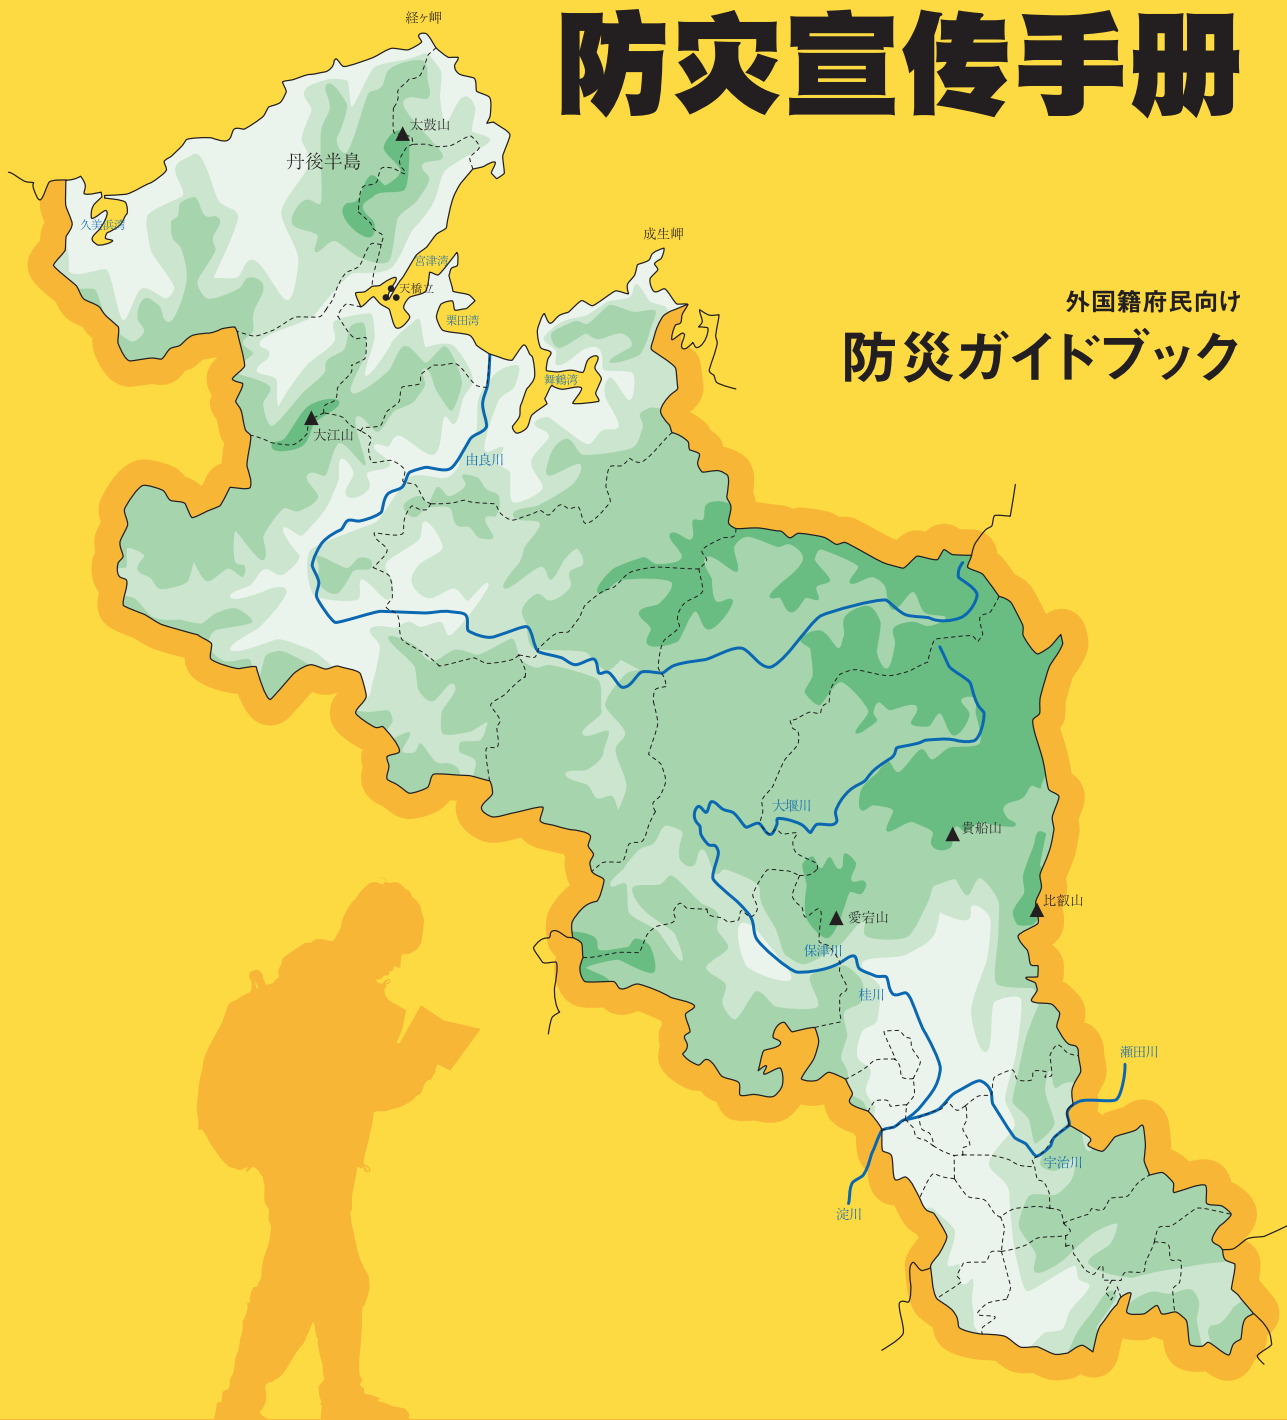 防灾宣传手册
外国籍府民向け
防災ガイドブック
経ヶ岬
太鼓山
丹後半島
久美浜湾
成生岬
宮津湾
天橋立
栗田湾
舞鶴湾
大江山
由良川
大堰川
貴船山
比叡山
愛宕山
保津川
桂川
瀬田川
宇治川
淀川